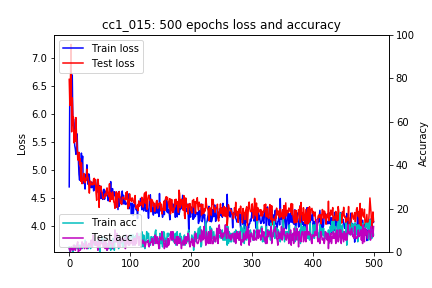 cc1_015: 500 epochs loss and accuracy
Train loss
Test loss
Train acc
Test acc
Loss
Accuracy
7.0
6.5
6.0
5.5
5.0
4.5
4.0
100
80
60
40
20
0
0 100 200 300 400 500